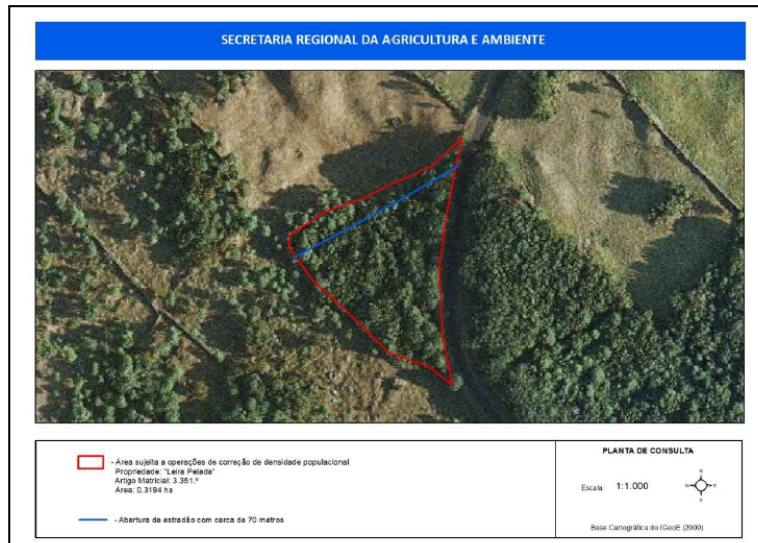 SECRETARIA REGIONAL DA AGRICULTURA E AMBIENTE
- Área sujeita a operações de correção de densidade populacional
Propriedade: "Leira Pelada"
Artigo Matricial: 3.351.º
Área: 0,3194 ha
- Abertura de estradão com cerca de 70 metros
PLANTA DE CONSULTA
Escala 1:1.000
Base Cartográfica do IGeoE (2000)